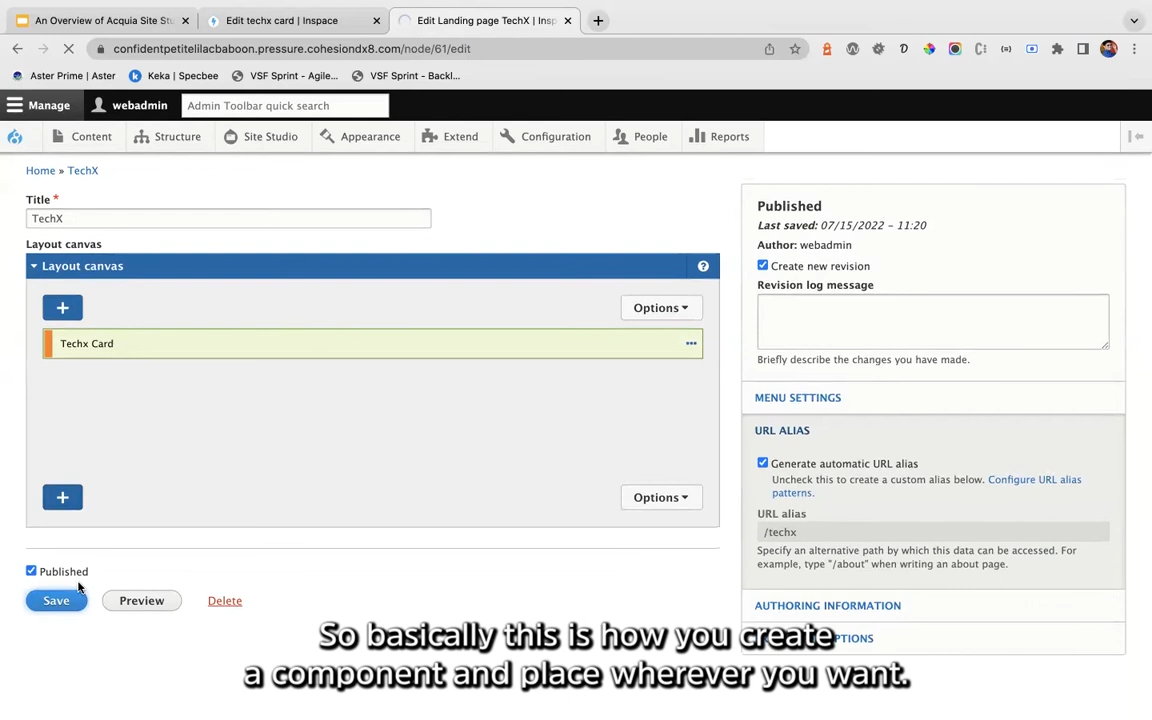 An Overview of Acquia Site Stu
Edit techx card | Inspace
Edit Landing page TechX | Insp
confidentpetitelilacbaboon.pressure.cohesiondx8.com/node/61/edit
Aster Prime | Aster
Keka | Specbee
VSF Sprint - Agile...
VSF Sprint - Backl...
Manage
webadmin
Admin Toolbar quick search
Content
Structure
Site Studio
Appearance
Extend
Configuration
People
Reports
Home » TechX
Title *
TechX
Layout canvas
Layout canvas
Options
Techx Card
Options
Published
Save
Preview
Delete
Published
Last saved: 07/15/2022 - 11:20
Author: webadmin
Create new revision
Revision log message
Briefly describe the changes you have made.
MENU SETTINGS
URL ALIAS
Generate automatic URL alias
Uncheck this to create a custom alias below. Configure URL alias
patterns.
URL alias
/techx
Specify an alternative path by which this data can be accessed. For
example, type "/about" when writing an about page.
AUTHORING INFORMATION
So basically this is how you create
a component and place wherever you want.